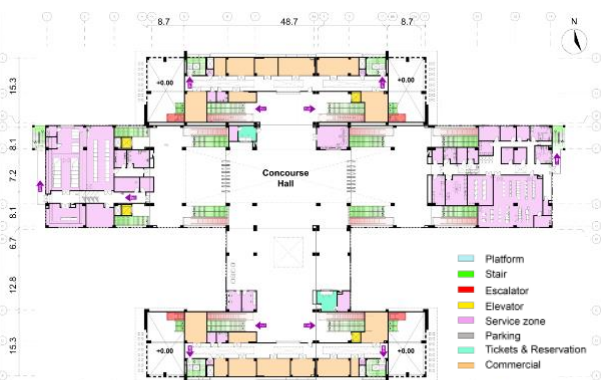 8.7
48.7
8.7
N
15.3
+0.00
+0.00
8.1
7.2
8.1
Concourse
Hall
6.7
12.8
15.3
+0.00
+0.00
Platform
Stair
Escalator
Elevator
Service zone
Parking
Tickets & Reservation
Commercial